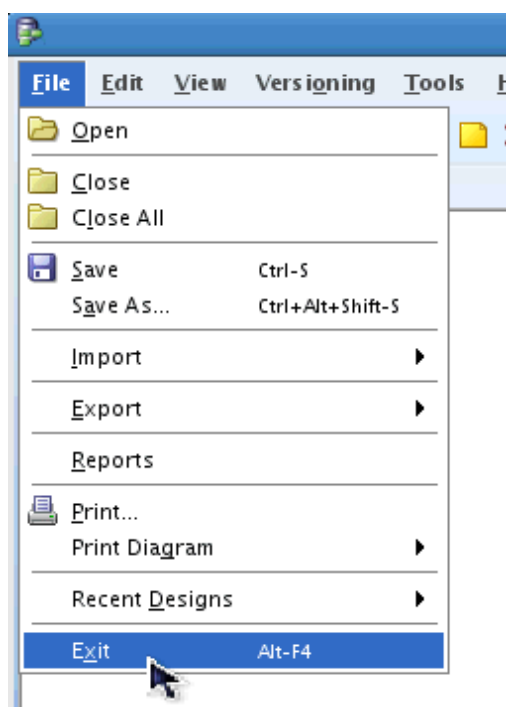 File Edit View Versioning Tools
Open
Close
Close All
Save Ctrl-S
Save As... Ctrl+Alt+Shift-S
Import
Export
Reports
Print...
Print Diagram
Recent Designs
Exit Alt-F4